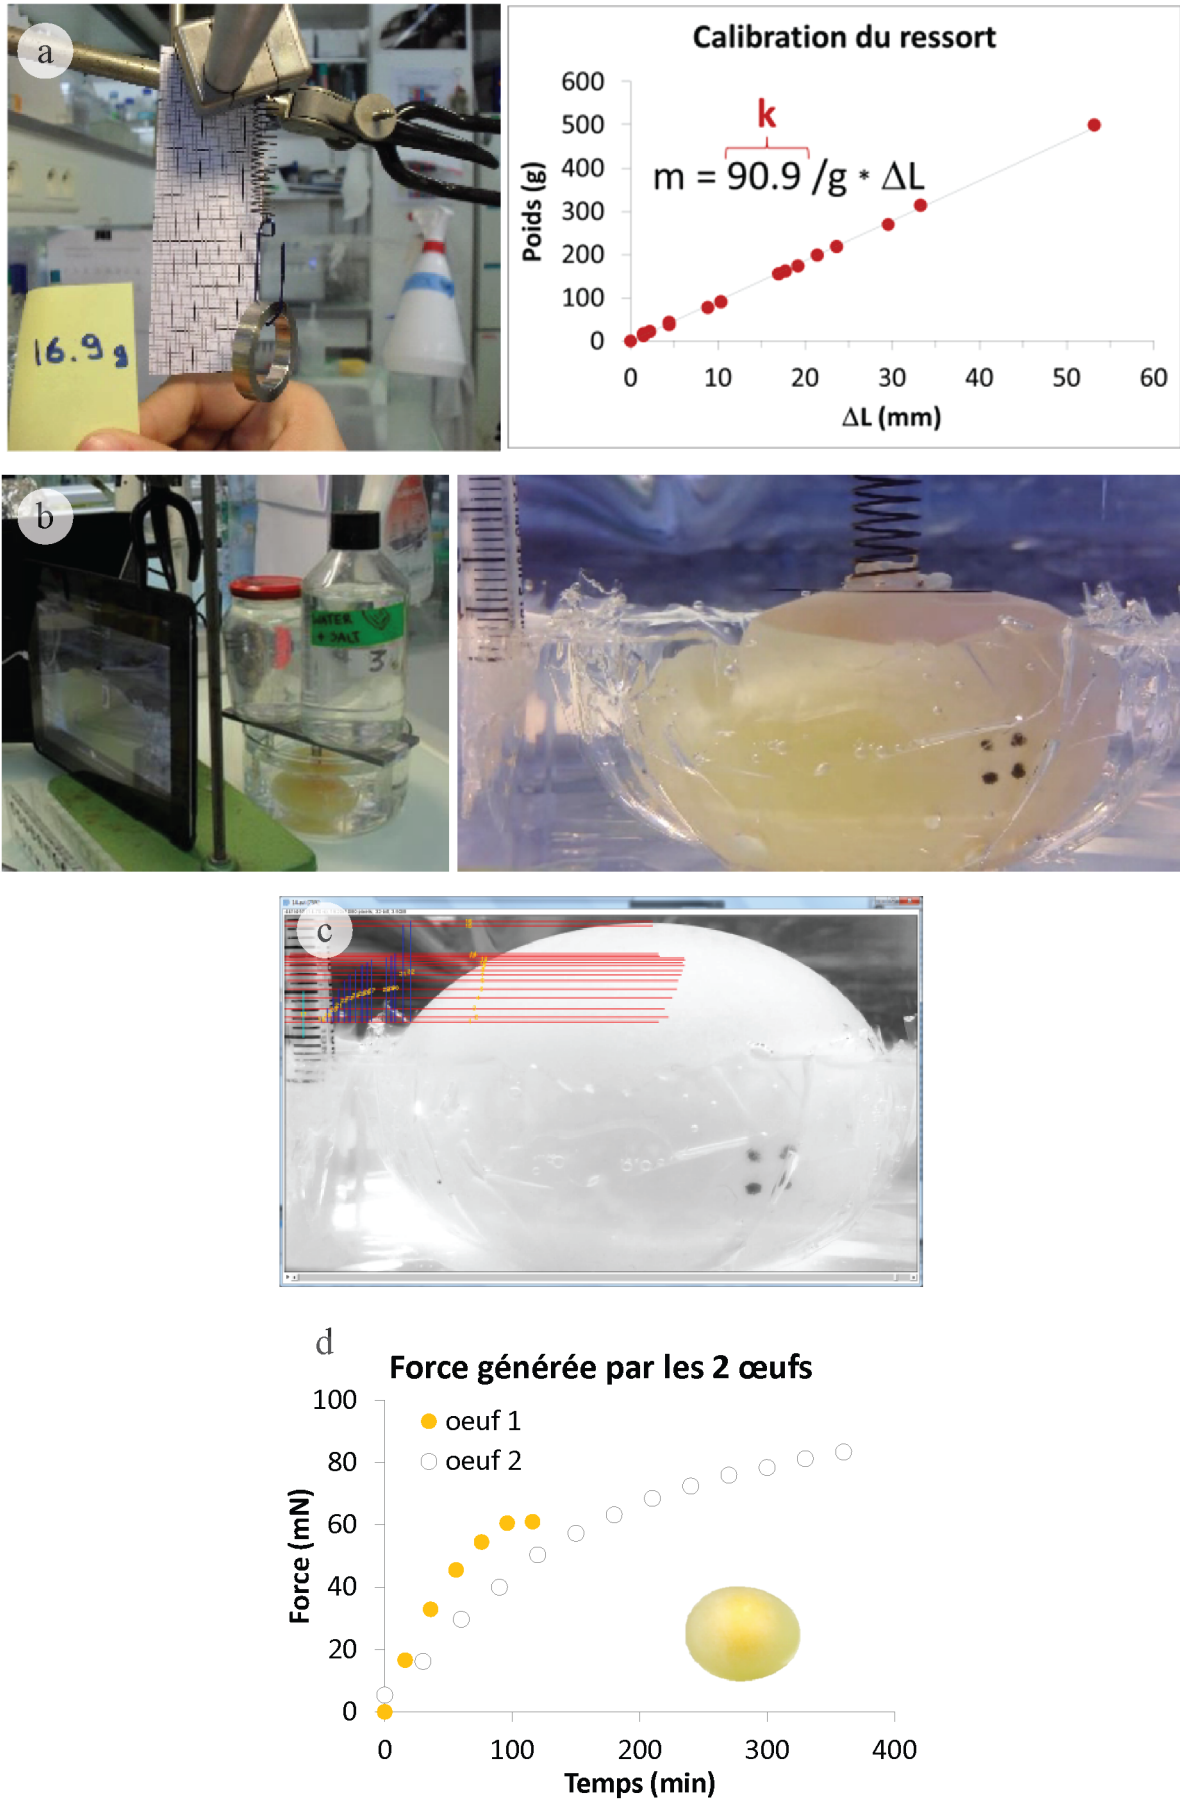 a
16.9 g
Calibration du ressort
k
m = 90.9 /g * ΔL
Poids (g)
600
500
400
300
200
100
0
0 10 20 30 40 50 60
ΔL (mm)
b
WATER
+ SALT
3
c
d
Force générée par les 2 œufs
oeuf 1
oeuf 2
Force (mN)
100
80
60
40
20
0
0 100 200 300 400
Temps (min)